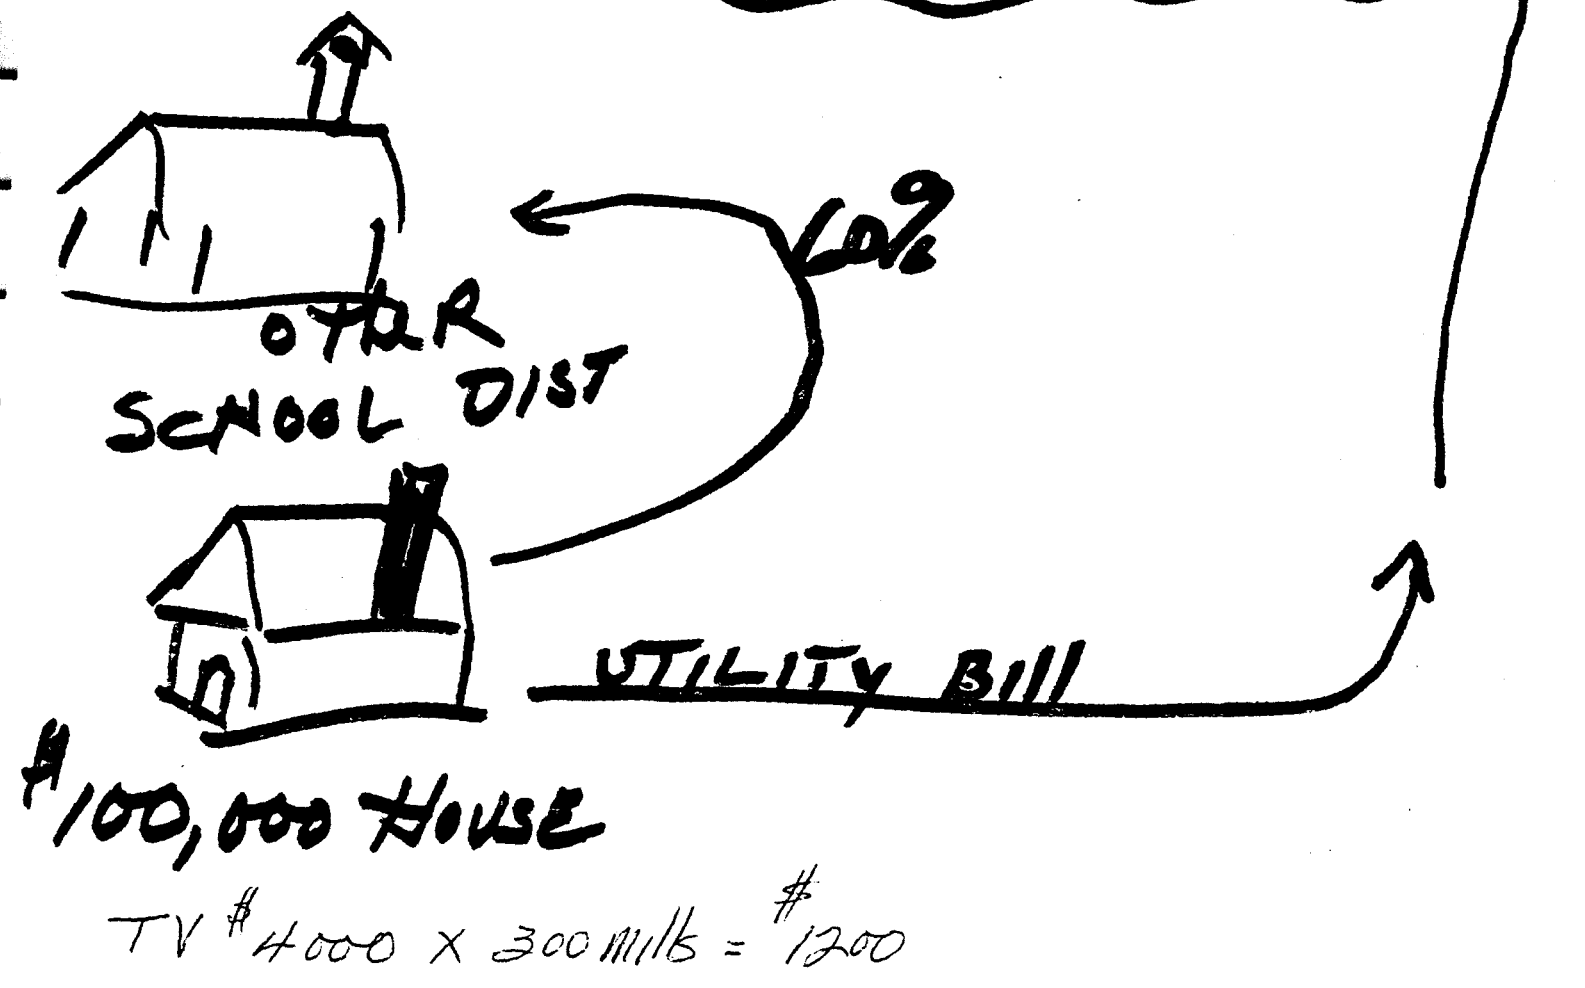 60%
OTHER
SCHOOL DIST
UTILITY Bill
$100,000 HOUSE
TV $4000 x 300 Mills = $1200